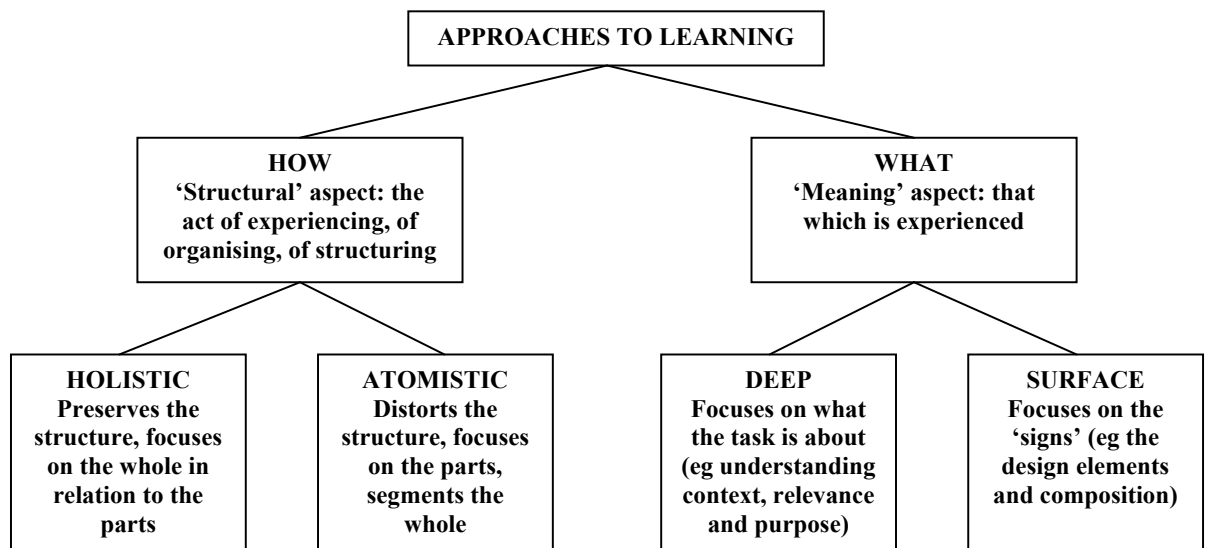 APPROACHES TO LEARNING
HOW
‘Structural’ aspect: the
act of experiencing, of
organising, of structuring
WHAT
‘Meaning’ aspect: that
which is experienced
HOLISTIC
Preserves the
structure, focuses
on the whole in
relation to the
parts
ATOMISTIC
Distorts the
structure, focuses
on the parts,
segments the
whole
DEEP
Focuses on what
the task is about
(eg understanding
context, relevance
and purpose)
SURFACE
Focuses on the
‘signs’ (eg the
design elements
and composition)